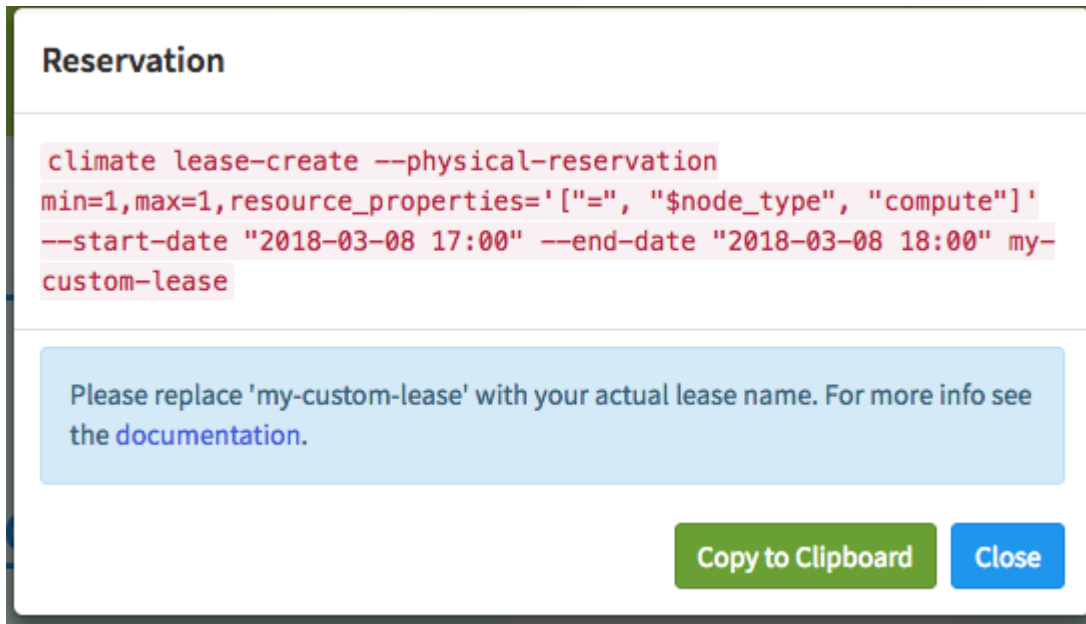 Reservation
climate lease-create --physical-reservation
min=1,max=1,resource_properties='["=", "$node_type", "compute"]'
--start-date "2018-03-08 17:00" --end-date "2018-03-08 18:00" my-
custom-lease
Please replace 'my-custom-lease' with your actual lease name. For more info see
the documentation.
Copy to Clipboard
Close